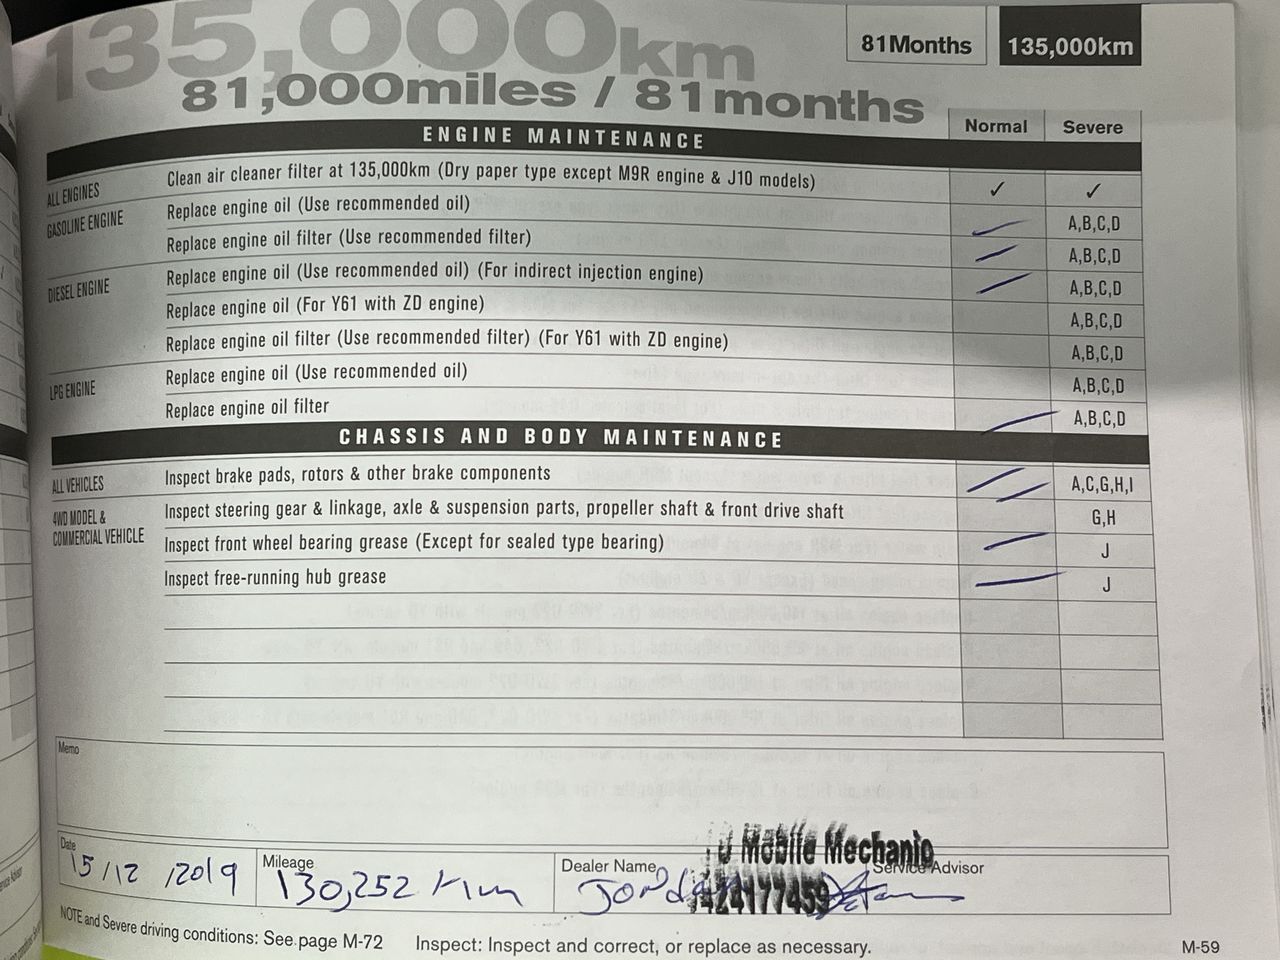 135,000km
81Months 135,000km
81,000miles / 81months
Normal Severe
ENGINE MAINTENANCE
ALL ENGINES Clean air cleaner filter at 135,000km (Dry paper type except M9R engine & J10 models) ✓ ✓
GASOLINE ENGINE Replace engine oil (Use recommended oil) A,B,C,D
Replace engine oil filter (Use recommended filter) A,B,C,D
DIESEL ENGINE Replace engine oil (Use recommended oil) (For indirect injection engine) A,B,C,D
Replace engine oil (For Y61 with ZD engine) A,B,C,D
Replace engine oil filter (Use recommended filter) (For Y61 with ZD engine) A,B,C,D
LPG ENGINE Replace engine oil (Use recommended oil) A,B,C,D
Replace engine oil filter A,B,C,D
CHASSIS AND BODY MAINTENANCE
ALL VEHICLES Inspect brake pads, rotors & other brake components A,C,G,H,I
4WD MODEL & COMMERCIAL VEHICLE Inspect steering gear & linkage, axle & suspension parts, propeller shaft & front drive shaft G,H
Inspect front wheel bearing grease (Except for sealed type bearing) J
Inspect free-running hub grease J
Memo
Date 15/12/2019
Mileage 130,252 km
Dealer Name Jordan
Mobile Mechanic
Service Advisor
NOTE and Severe driving conditions: See page M-72 Inspect: Inspect and correct, or replace as necessary. M-59